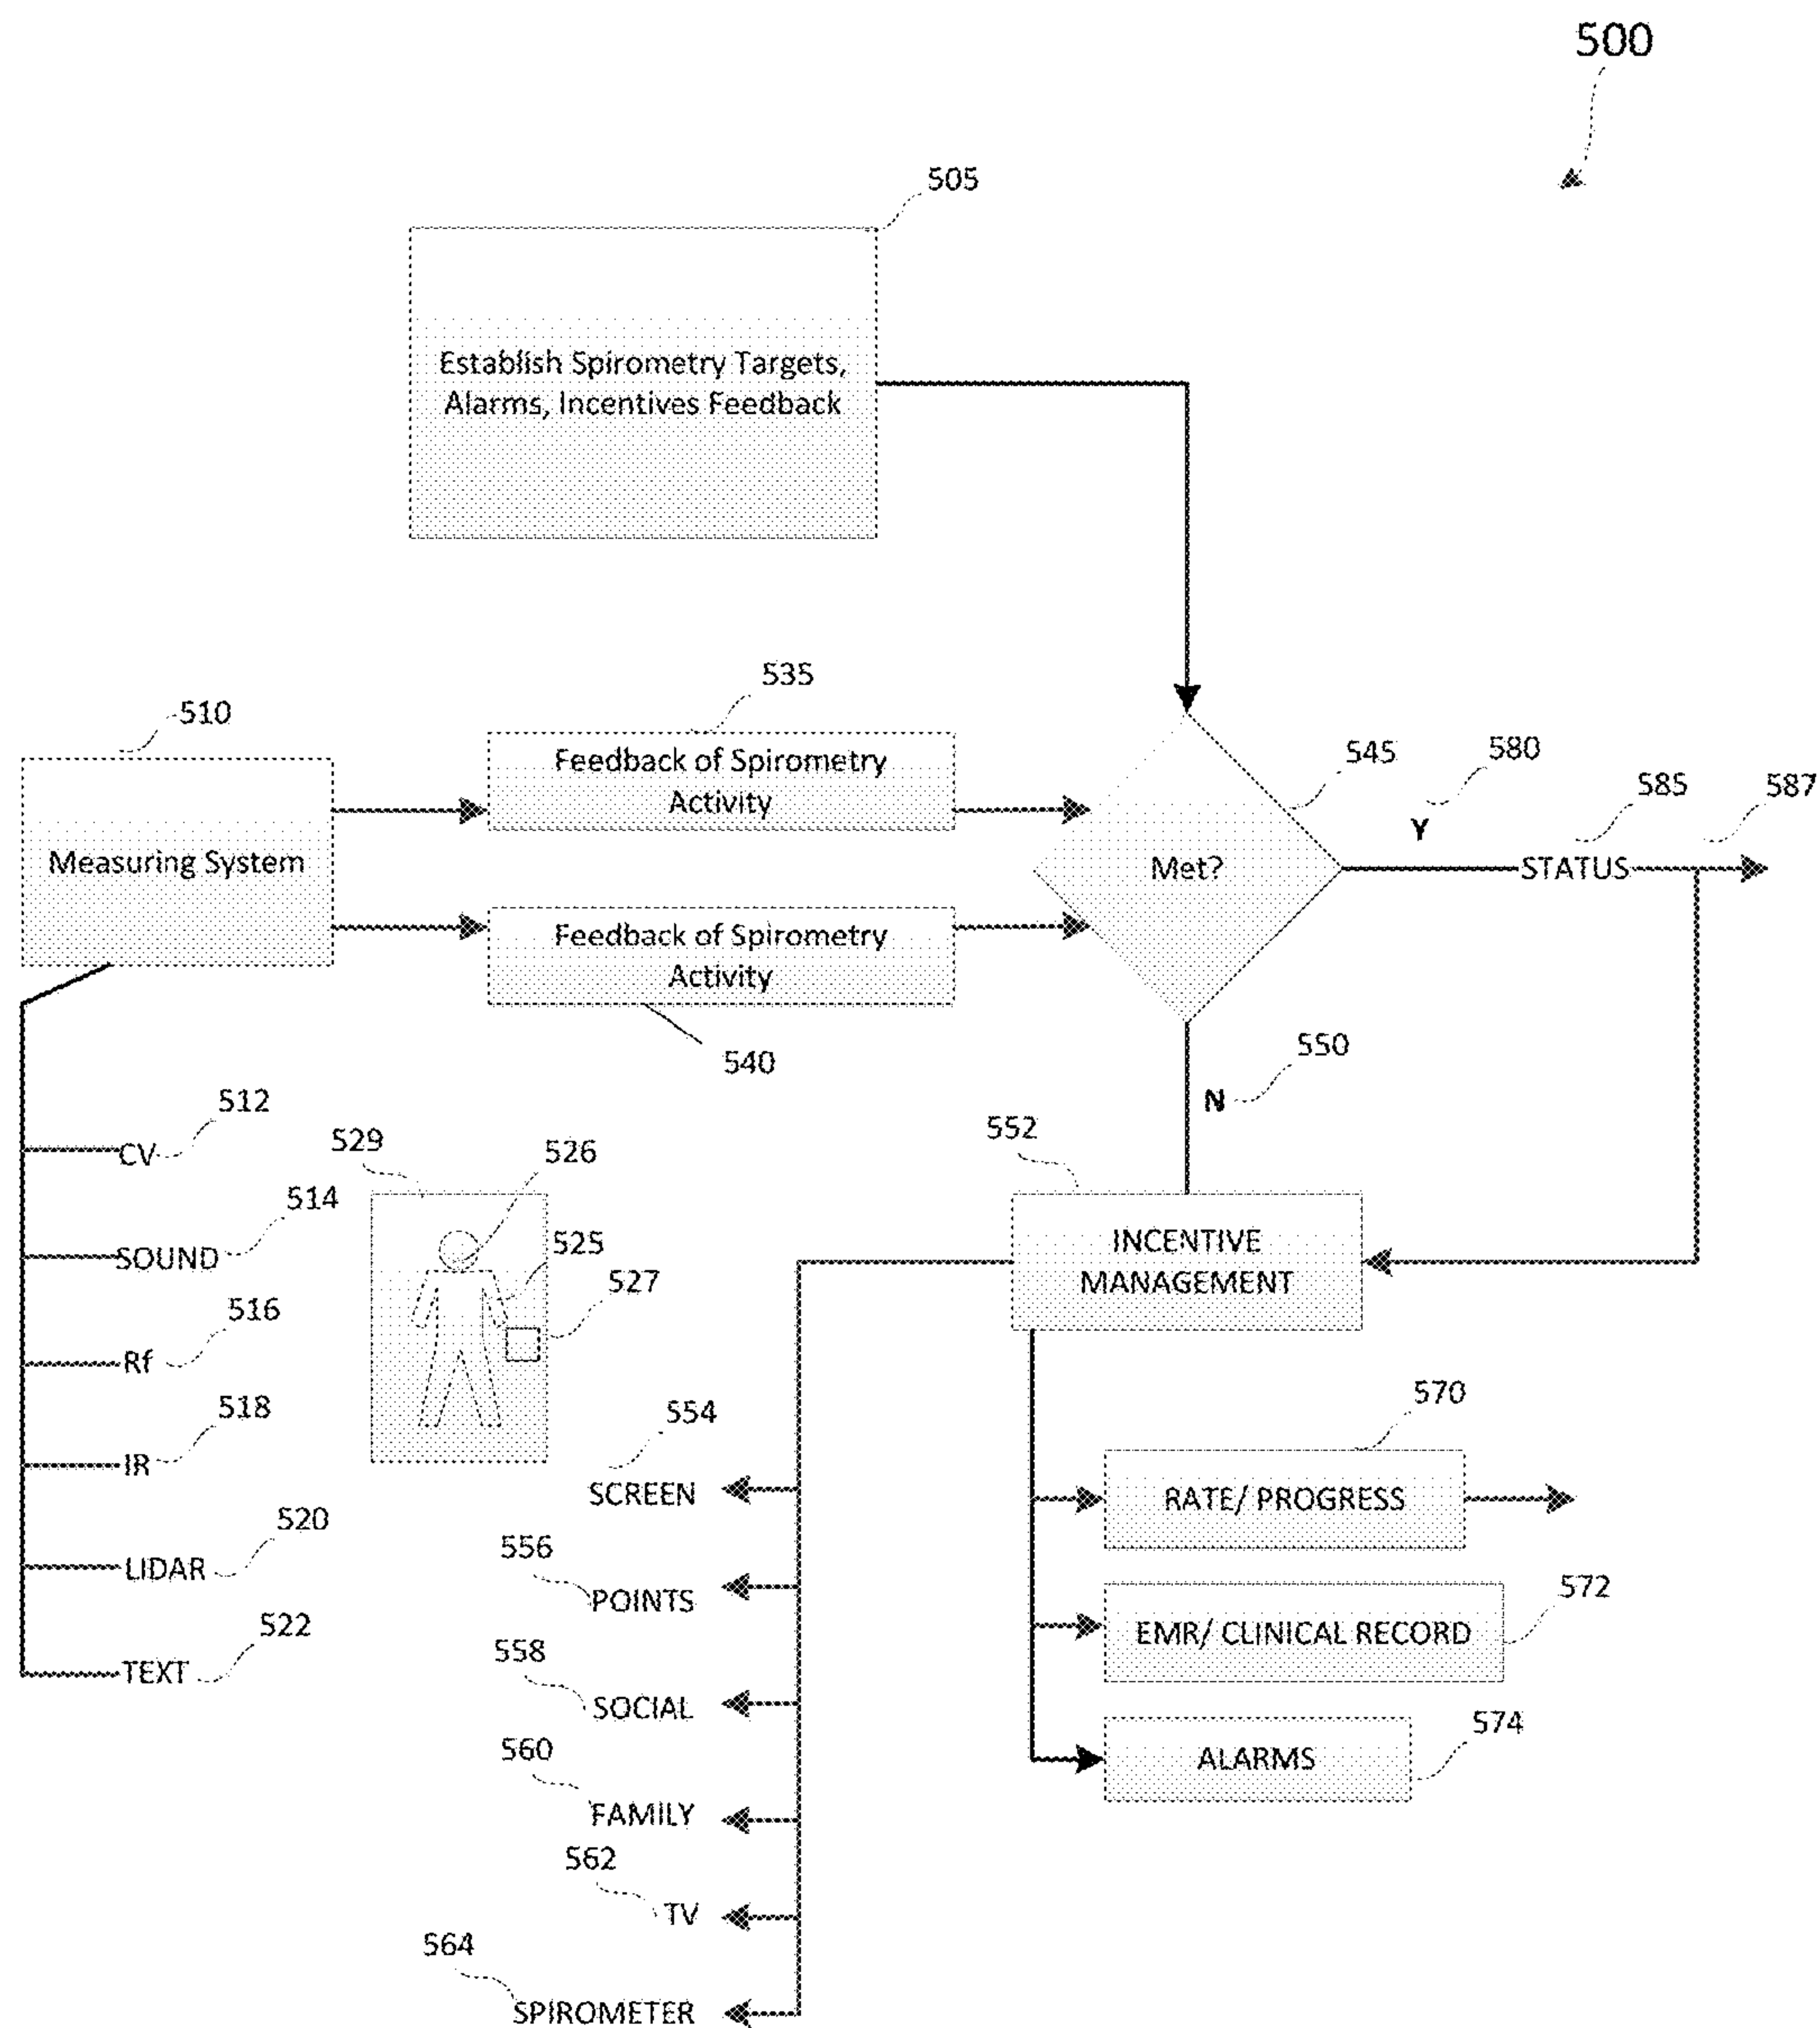 500
505
Establish Spirometry Targets,
Alarms, Incentives Feedback
535
510
Feedback of Spirometry
Activity
545
580
585
587
Y
Measuring System
Met?
STATUS
Feedback of Spirometry
Activity
540
550
N
512
CV
529
526
552
514
SOUND
525
527
INCENTIVE
MANAGEMENT
516
Rf
518
IR
554
SCREEN
570
RATE/ PROGRESS
520
LIDAR
556
POINTS
572
EMR/ CLINICAL RECORD
522
TEXT
558
SOCIAL
574
ALARMS
560
FAMILY
562
TV
564
SPIROMETER